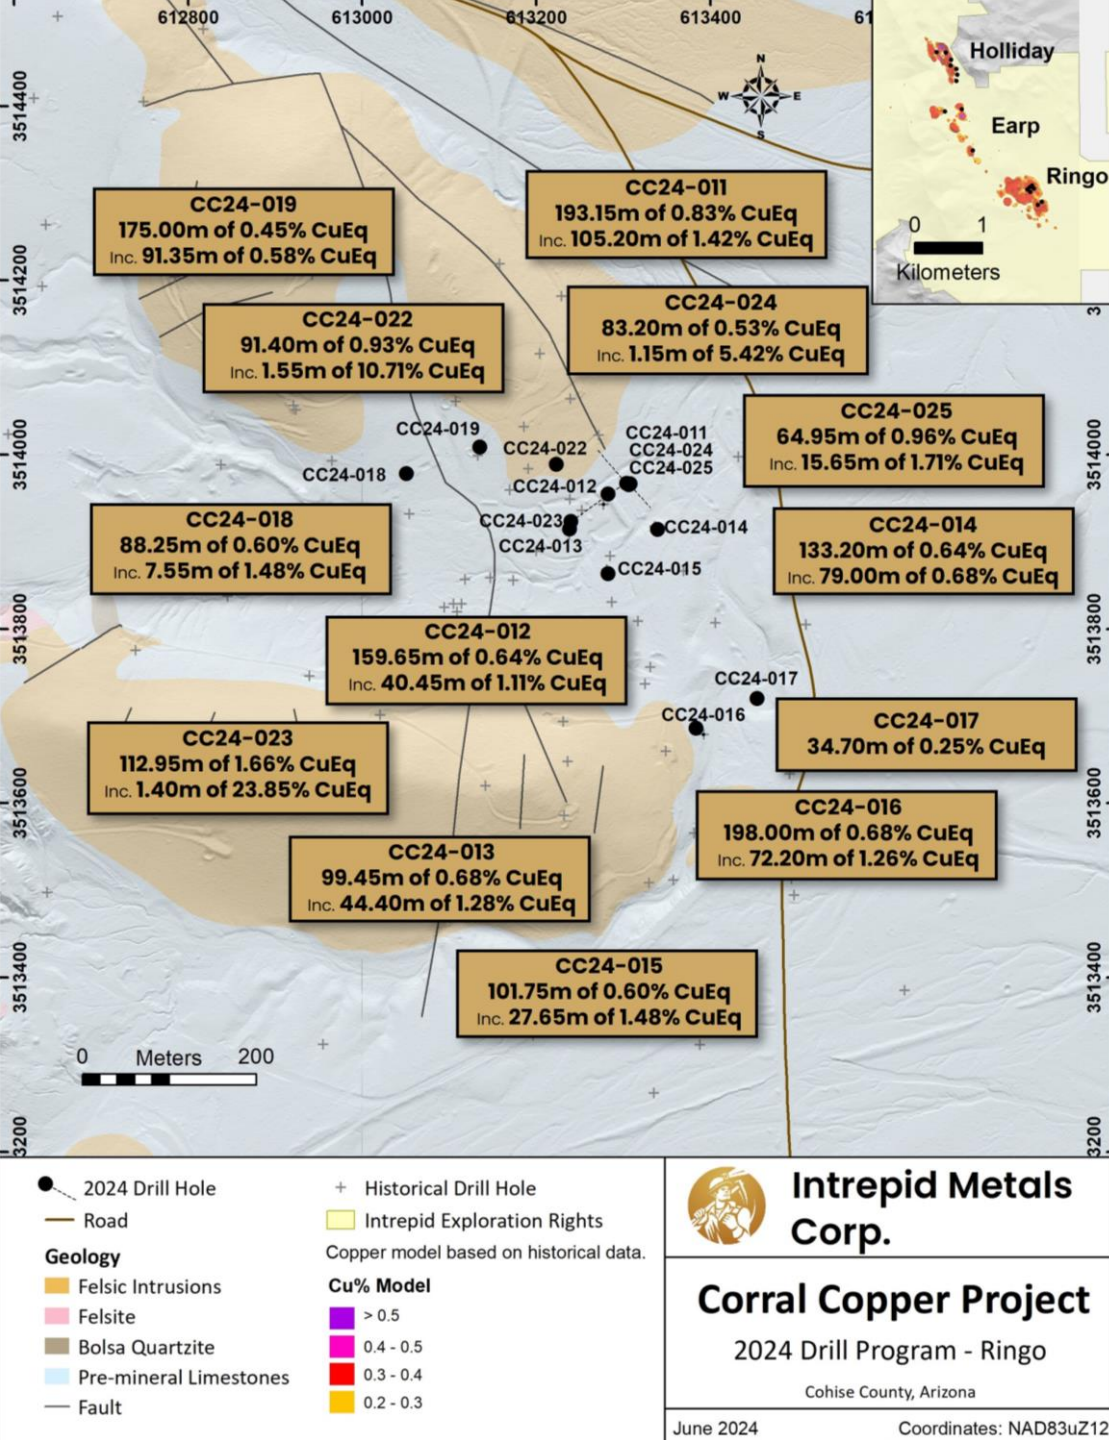 612800
613000
613200
613400
61
3514400
3514200
3514000
3513800
3513600
3513400
3200
N
W
E
S
Holliday
Earp
Ringo
0
1
Kilometers
3
3514000
3513800
3513600
3513400
3200
CC24-019
175.00m of 0.45% CuEq
Inc. 91.35m of 0.58% CuEq
CC24-011
193.15m of 0.83% CuEq
Inc. 105.20m of 1.42% CuEq
CC24-022
91.40m of 0.93% CuEq
Inc. 1.55m of 10.71% CuEq
CC24-024
83.20m of 0.53% CuEq
Inc. 1.15m of 5.42% CuEq
CC24-025
64.95m of 0.96% CuEq
Inc. 15.65m of 1.71% CuEq
CC24-019
CC24-022
CC24-011
CC24-024
CC24-025
CC24-018
CC24-012
CC24-023
CC24-014
CC24-013
CC24-015
CC24-018
88.25m of 0.60% CuEq
Inc. 7.55m of 1.48% CuEq
CC24-014
133.20m of 0.64% CuEq
Inc. 79.00m of 0.68% CuEq
CC24-012
159.65m of 0.64% CuEq
Inc. 40.45m of 1.11% CuEq
CC24-017
CC24-016
CC24-023
112.95m of 1.66% CuEq
Inc. 1.40m of 23.85% CuEq
CC24-017
34.70m of 0.25% CuEq
CC24-016
198.00m of 0.68% CuEq
Inc. 72.20m of 1.26% CuEq
CC24-013
99.45m of 0.68% CuEq
Inc. 44.40m of 1.28% CuEq
CC24-015
101.75m of 0.60% CuEq
Inc. 27.65m of 1.48% CuEq
0 Meters 200
2024 Drill Hole
Road
Geology
Felsic Intrusions
Felsite
Bolsa Quartzite
Pre-mineral Limestones
Fault
Historical Drill Hole
Intrepid Exploration Rights
Copper model based on historical data.
Cu% Model
> 0.5
0.4 - 0.5
0.3 - 0.4
0.2 - 0.3
Intrepid Metals
Corp.
Corral Copper Project
2024 Drill Program - Ringo
Cohise County, Arizona
June 2024
Coordinates: NAD83uZ12